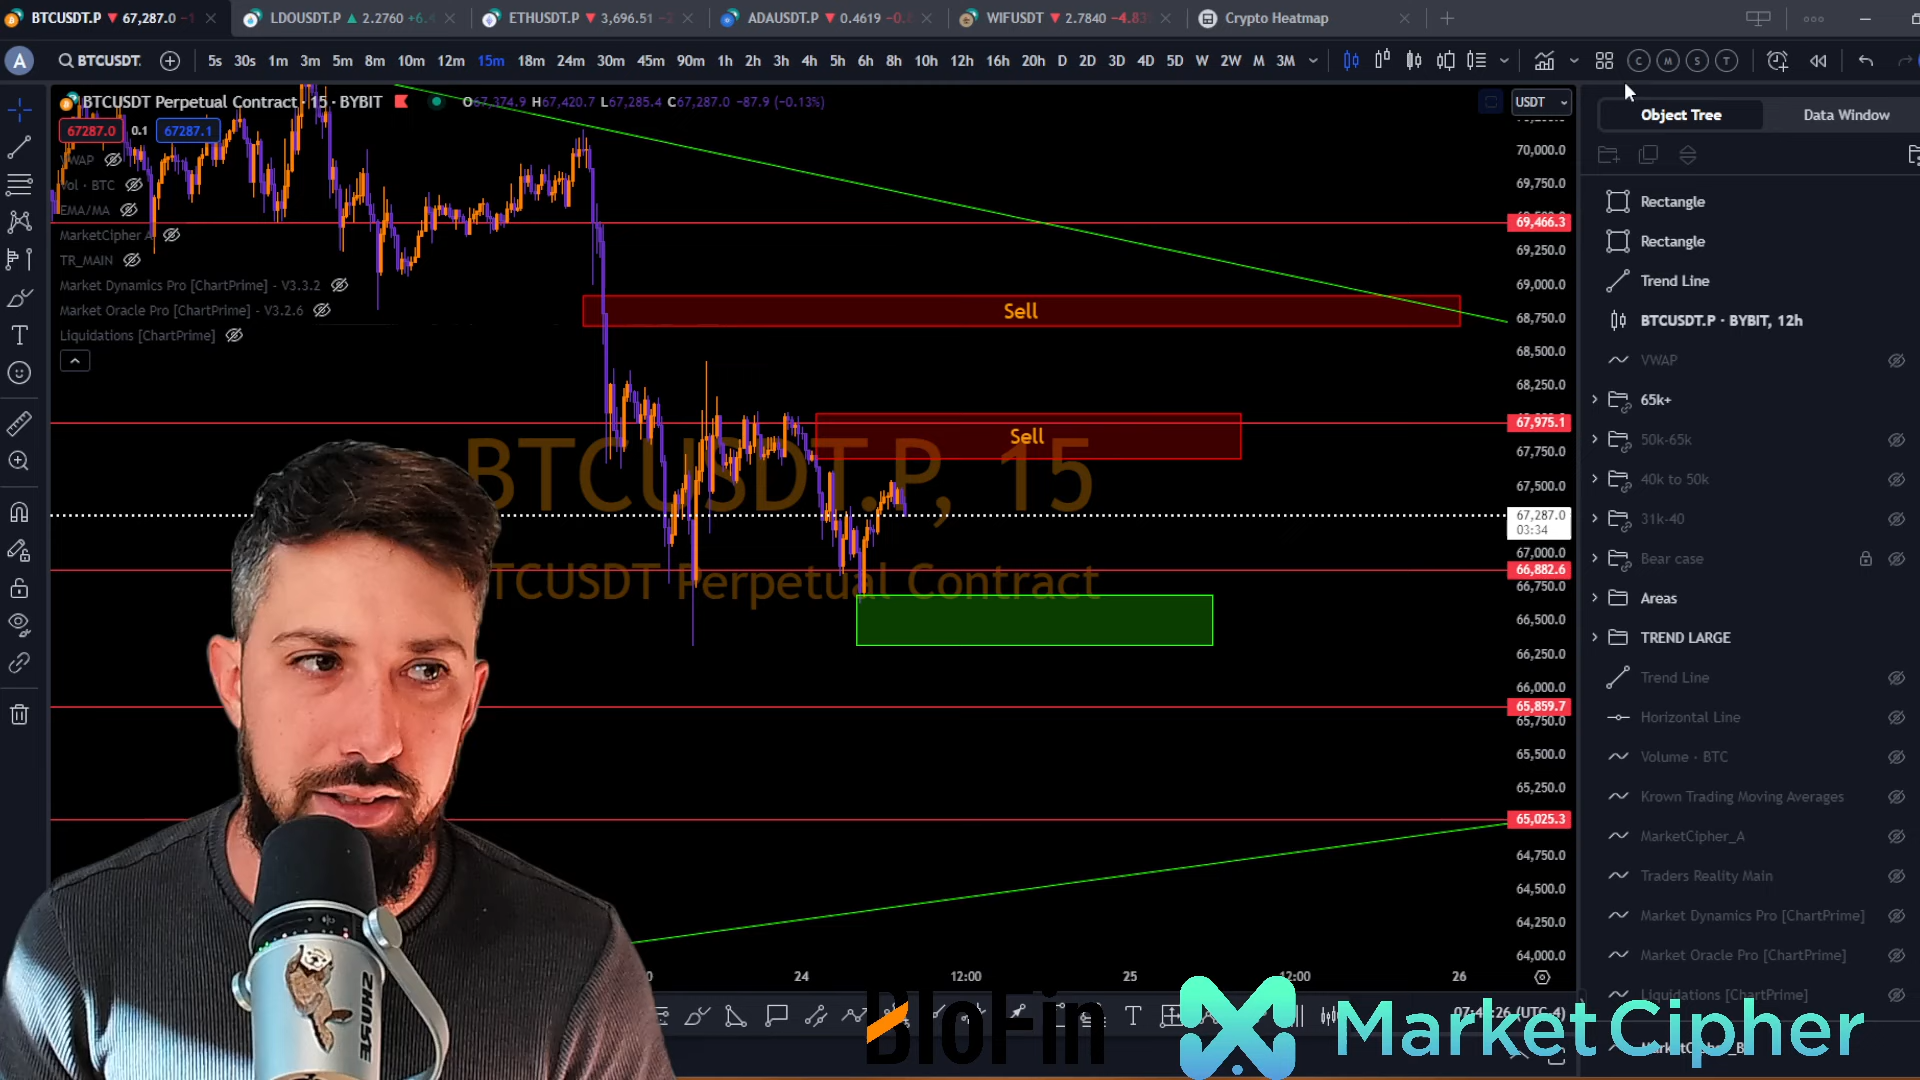 BTCUSDT.P ▼ 67,287.0
LDOUSDT.P ▲ 2.2760
ETHUSDT.P ▼ 3,696.51
ADAUSDT.P ▼ 0.4619
WIFUSDT ▼ 2.7840
Crypto Heatmap
A
BTCUSDT.
5s 30s 1m 3m 5m 8m 10m 12m 15m 18m 24m 30m 45m 90m 1h 2h 3h 4h 5h 6h 8h 10h 12h 16h 20h D 2D 3D 4D 5D W 2W M 3M
C M S T
BTCUSDT Perpetual Contract · 15 · BYBIT
O67,374.9 H67,420.7 L67,285.4 C67,287.0 -87.9 (-0.13%)
USDT
67287.0 0.1 67287.1
VWAP
Vol · BTC
EMA/MA
MarketCipher A
TR_MAIN
Market Dynamics Pro [ChartPrime] - V3.3.2
Market Oracle Pro [ChartPrime] - V3.2.6
Liquidations [ChartPrime]
Sell
Sell
BTCUSDT.P, 15
TCUSDT Perpetual Contract
70,000.0
69,750.0
69,466.3
69,250.0
69,000.0
68,750.0
68,500.0
68,250.0
67,975.1
67,750.0
67,500.0
67,287.0
03:34
67,000.0
66,882.6
66,750.0
66,500.0
66,250.0
66,000.0
65,859.7
65,750.0
65,500.0
65,250.0
65,025.3
64,750.0
64,500.0
64,250.0
64,000.0
24 12:00 25 12:00 26
Object Tree
Data Window
Rectangle
Rectangle
Trend Line
BTCUSDT.P · BYBIT, 12h
VWAP
65k+
50k-65k
40k to 50k
31k-40
Bear case
Areas
TREND LARGE
Trend Line
Horizontal Line
Volume · BTC
Krown Trading Moving Averages
MarketCipher_A
Traders Reality Main
Market Dynamics Pro [ChartPrime]
Market Oracle Pro [ChartPrime]
Liquidations [ChartPrime]
BloFin
MarketCipher
ZHUSE